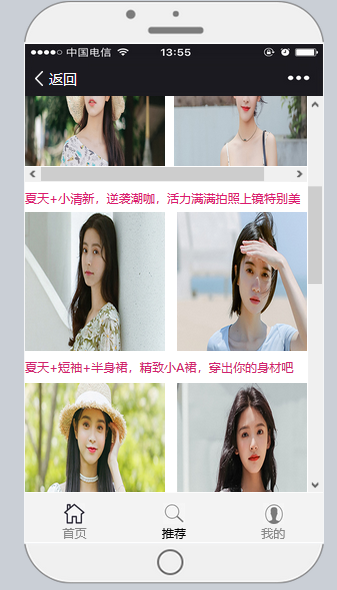 中国电信
13:55
返回
夏天+小清新，逆袭潮咖，活力满满拍照上镜特别美
夏天+短袖+半身裙，精致小A裙，穿出你的身材吧
首页
推荐
我的